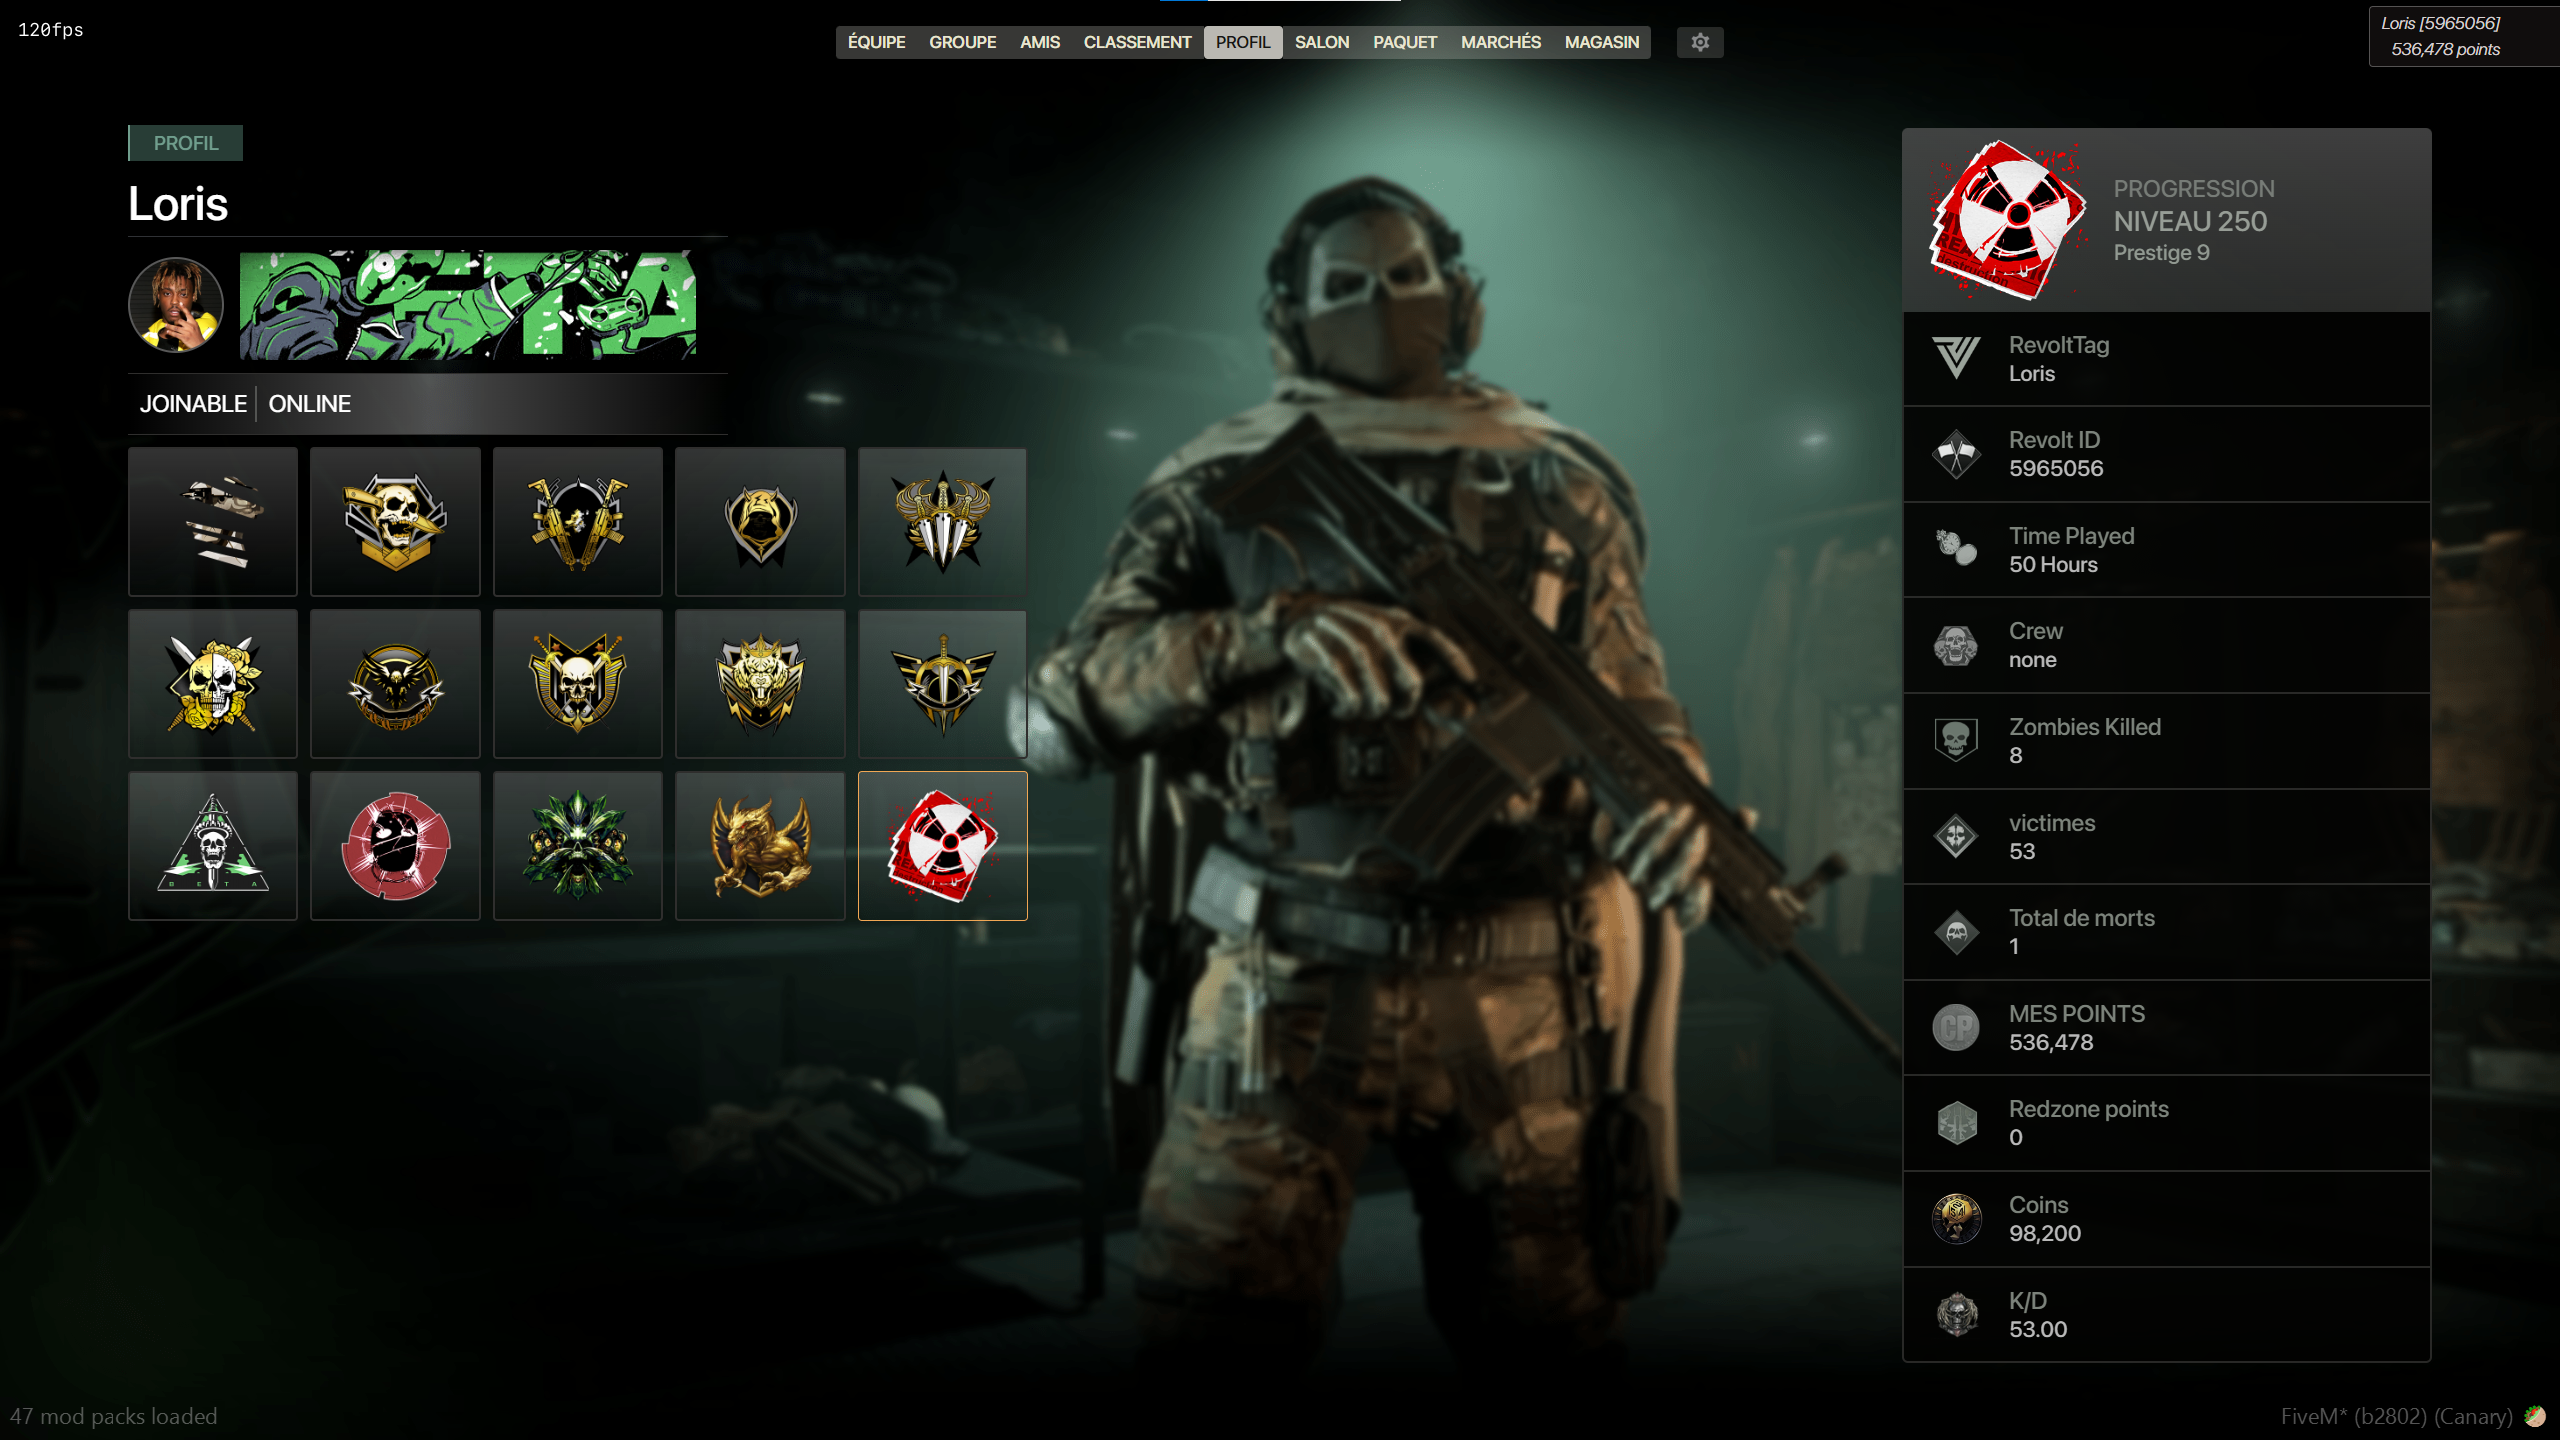 120fps
ÉQUIPE GROUPE AMIS CLASSEMENT PROFIL SALON PAQUET MARCHÉS MAGASIN
Loris [5965056]
536,478 points
PROFIL
Loris
BETA
JOINABLE ONLINE
BETA
PROGRESSION
NIVEAU 250
Prestige 9
RevoltTag
Loris
Revolt ID
5965056
Time Played
50 Hours
Crew
none
Zombies Killed
8
victimes
53
Total de morts
1
MES POINTS
CP
536,478
Redzone points
0
Coins
98,200
K/D
53.00
47 mod packs loaded
FiveM* (b2802) (Canary)